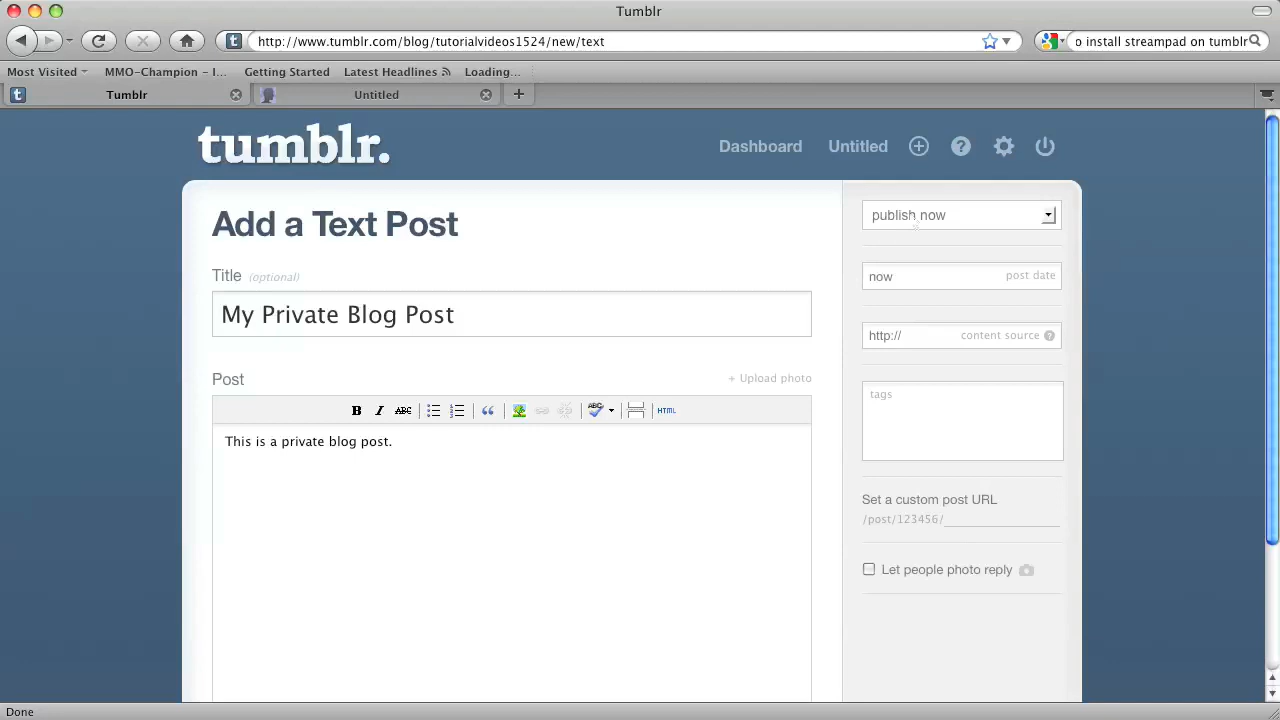 Tumblr
http://www.tumblr.com/blog/tutorialvideos1524/new/text
o install streampad on tumblr
Most Visited
MMO-Champion – I...
Getting Started
Latest Headlines
Loading...
Tumblr
Untitled
tumblr.
Dashboard
Untitled
Add a Text Post
publish now
Title (optional)
now
post date
My Private Blog Post
http://
content source ?
Post
+ Upload photo
tags
B I ABC
ABC
HTML
This is a private blog post.
Set a custom post URL
/post/123456/
Let people photo reply
Done